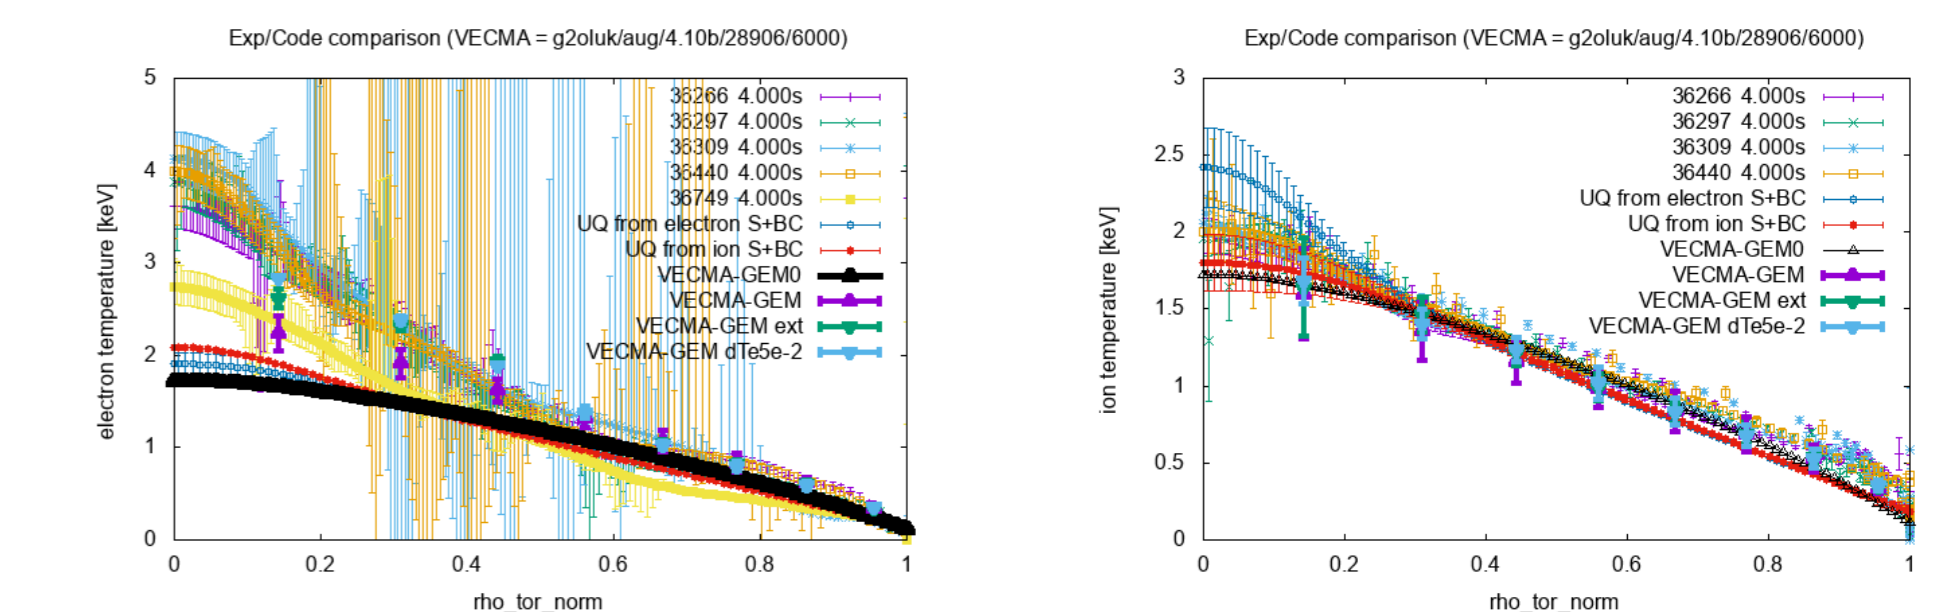 Exp/Code comparison (VECMA = g2oluk/aug/4.10b/28906/6000)
5
4
3
2
1
0
electron temperature [keV]
36266 4.000s
36297 4.000s
36309 4.000s
36440 4.000s
36749 4.000s
UQ from electron S+BC
UQ from ion S+BC
VECMA-GEM0
VECMA-GEM
VECMA-GEM ext
VECMA-GEM dTe5e-2
0 0.2 0.4 0.6 0.8 1
rho_tor_norm
Exp/Code comparison (VECMA = g2oluk/aug/4.10b/28906/6000)
3
2.5
2
1.5
1
0.5
0
ion temperature [keV]
36266 4.000s
36297 4.000s
36309 4.000s
36440 4.000s
UQ from electron S+BC
UQ from ion S+BC
VECMA-GEM0
VECMA-GEM
VECMA-GEM ext
VECMA-GEM dTe5e-2
0 0.2 0.4 0.6 0.8 1
rho_tor_norm